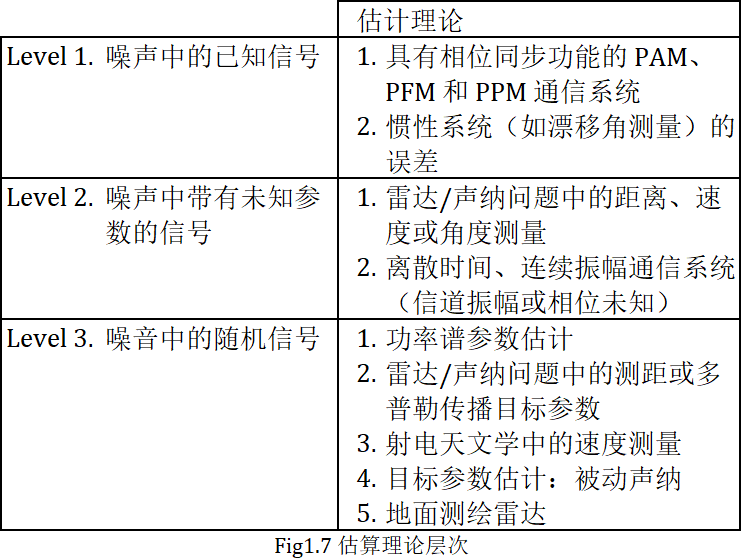 估计理论
Level 1. 噪声中的已知信号
1. 具有相位同步功能的 PAM、
PFM 和 PPM 通信系统
2. 惯性系统（如漂移角测量）的
误差
Level 2. 噪声中带有未知参
数的信号
1. 雷达/声纳问题中的距离、速
度或角度测量
2. 离散时间、连续振幅通信系统
（信道振幅或相位未知）
Level 3. 噪音中的随机信号
1. 功率谱参数估计
2. 雷达/声纳问题中的测距或多
普勒传播目标参数
3. 射电天文学中的速度测量
4. 目标参数估计：被动声纳
5. 地面测绘雷达
Fig1.7 估算理论层次